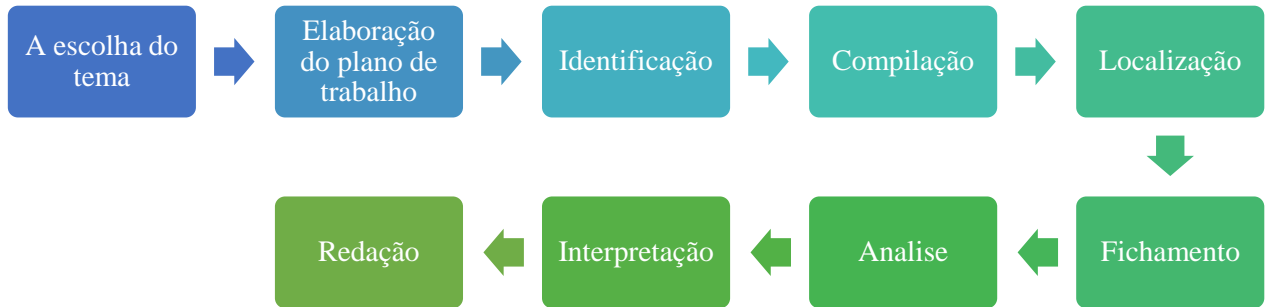 A escolha do
tema
Elaboração
do plano de
trabalho
Identificação
Compilação
Localização
Fichamento
Analise
Interpretação
Redação